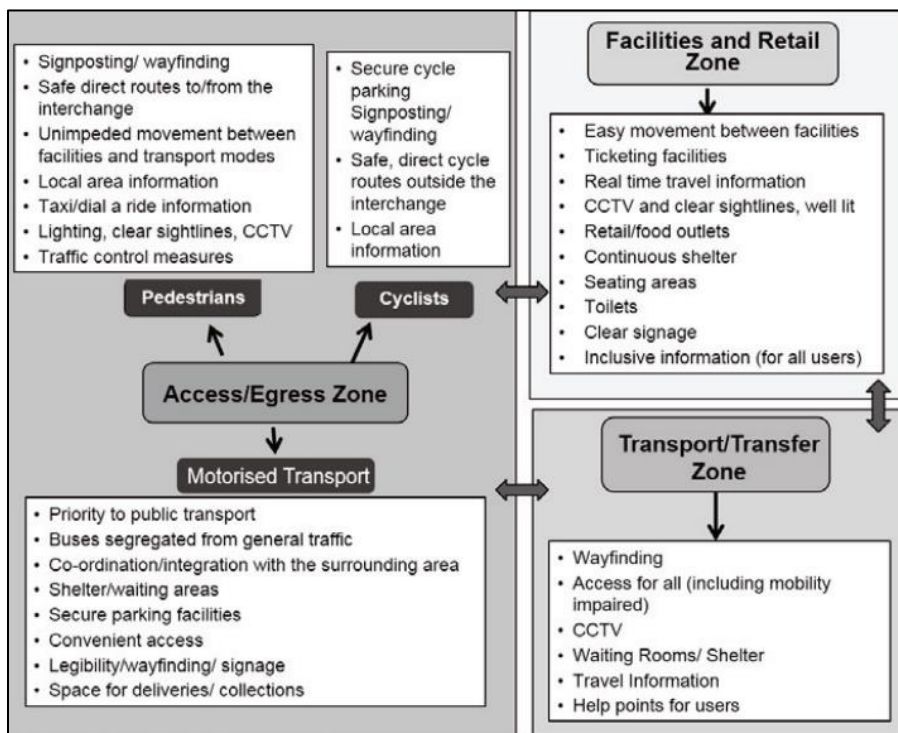 • Signposting/ wayfinding
• Safe direct routes to/from the
interchange
• Unimpeded movement between
facilities and transport modes
• Local area information
• Taxi/dial a ride information
• Lighting, clear sightlines, CCTV
• Traffic control measures
Pedestrians
• Secure cycle
parking
Signposting/
wayfinding
• Safe, direct cycle
routes outside the
interchange
• Local area
information
Cyclists
Access/Egress Zone
Motorised Transport
• Priority to public transport
• Buses segregated from general traffic
• Co-ordination/integration with the surrounding area
• Shelter/waiting areas
• Secure parking facilities
• Convenient access
• Legibility/wayfinding/ signage
• Space for deliveries/ collections
Facilities and Retail
Zone
• Easy movement between facilities
• Ticketing facilities
• Real time travel information
• CCTV and clear sightlines, well lit
• Retail/food outlets
• Continuous shelter
• Seating areas
• Toilets
• Clear signage
• Inclusive information (for all users)
Transport/Transfer
Zone
• Wayfinding
• Access for all (including mobility
impaired)
• CCTV
• Waiting Rooms/ Shelter
• Travel Information
• Help points for users